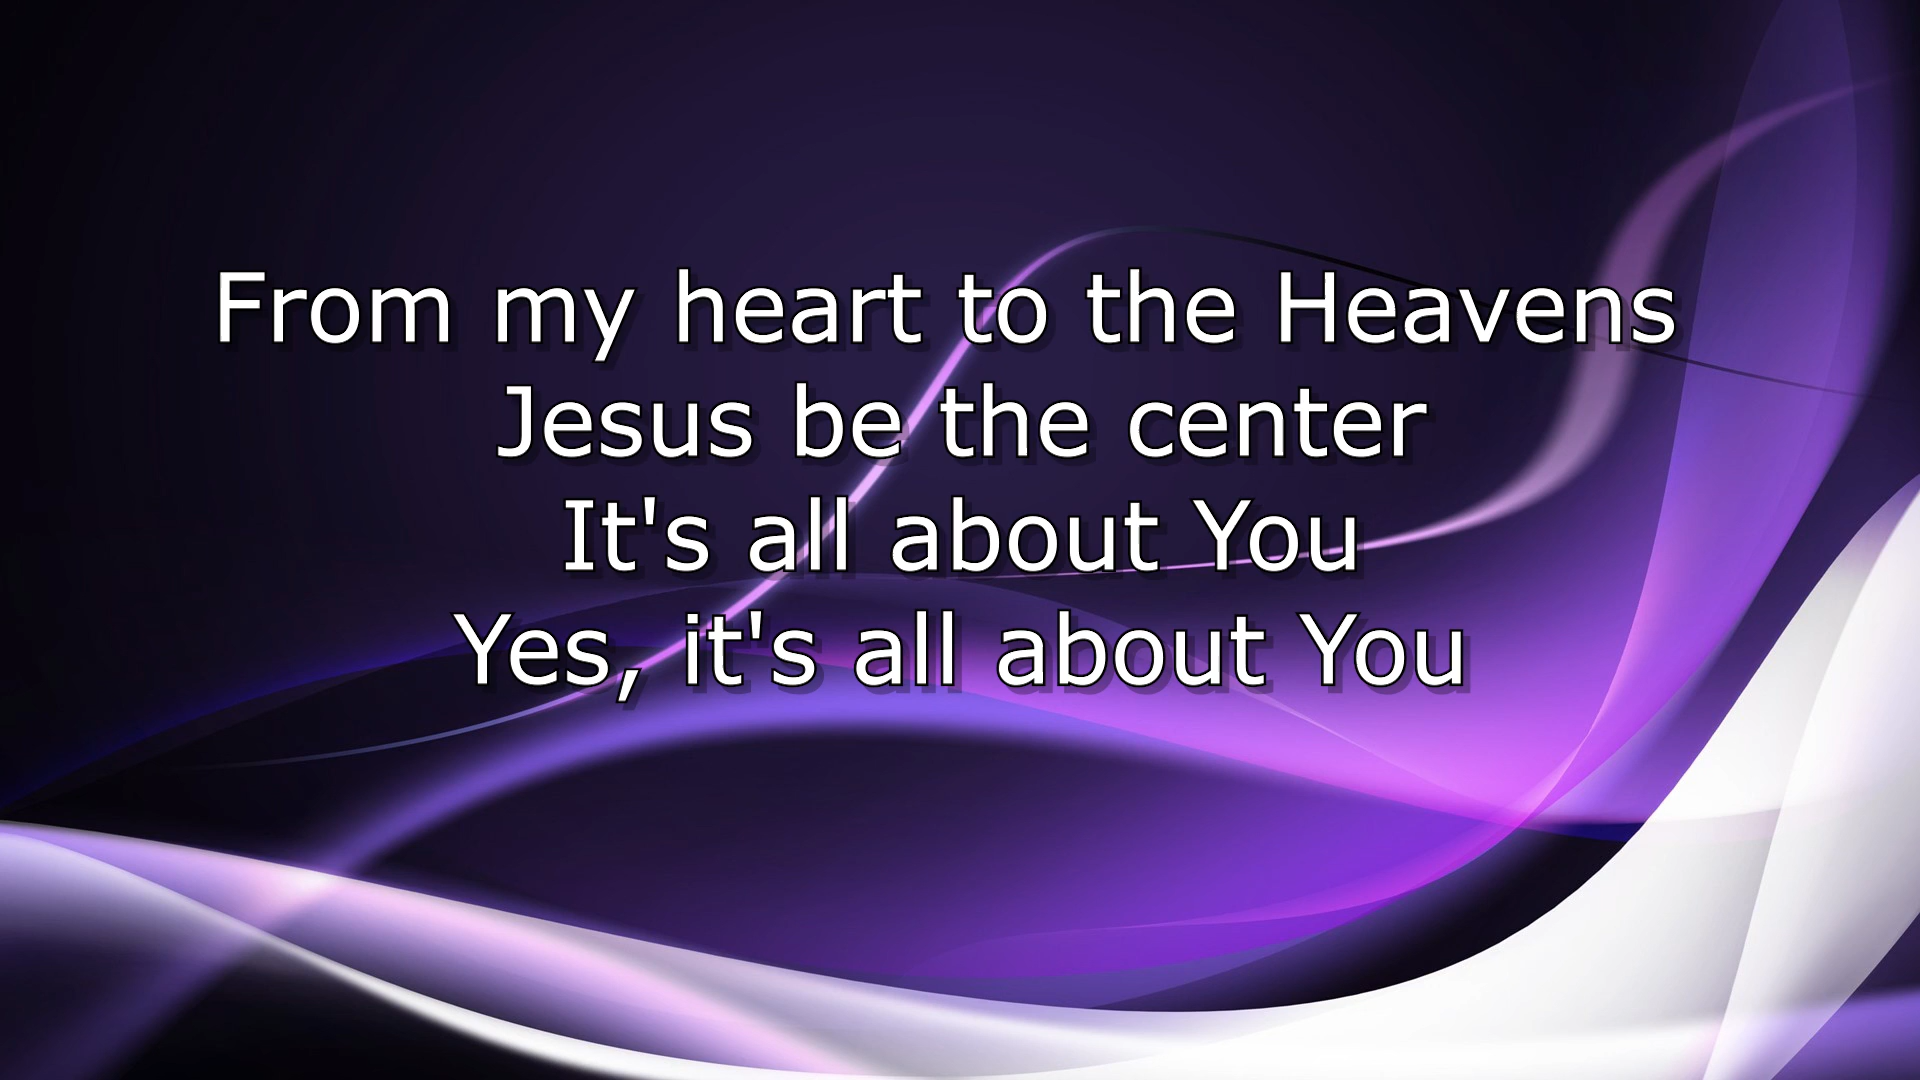 From my heart to the Heavens
Jesus be the center
It's all about You
Yes, it's all about You